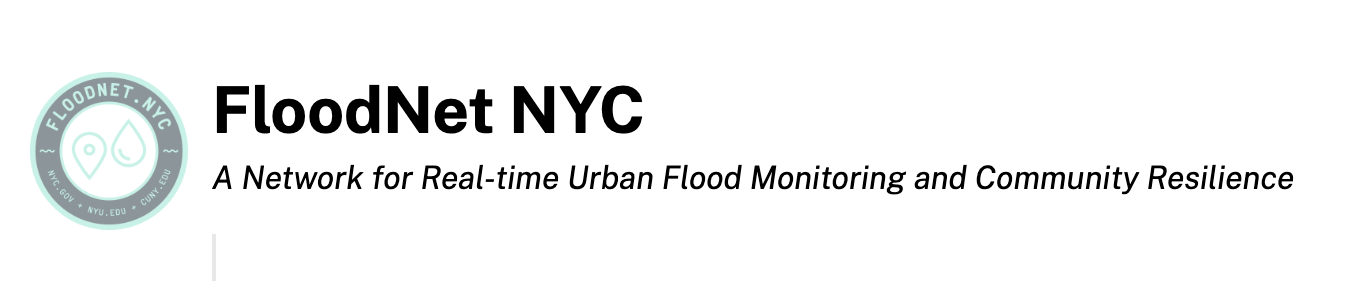 FLOODNET.NYC
NYC.GOV + NYU.EDU + CUNY.EDU
FloodNet NYC
A Network for Real-time Urban Flood Monitoring and Community Resilience